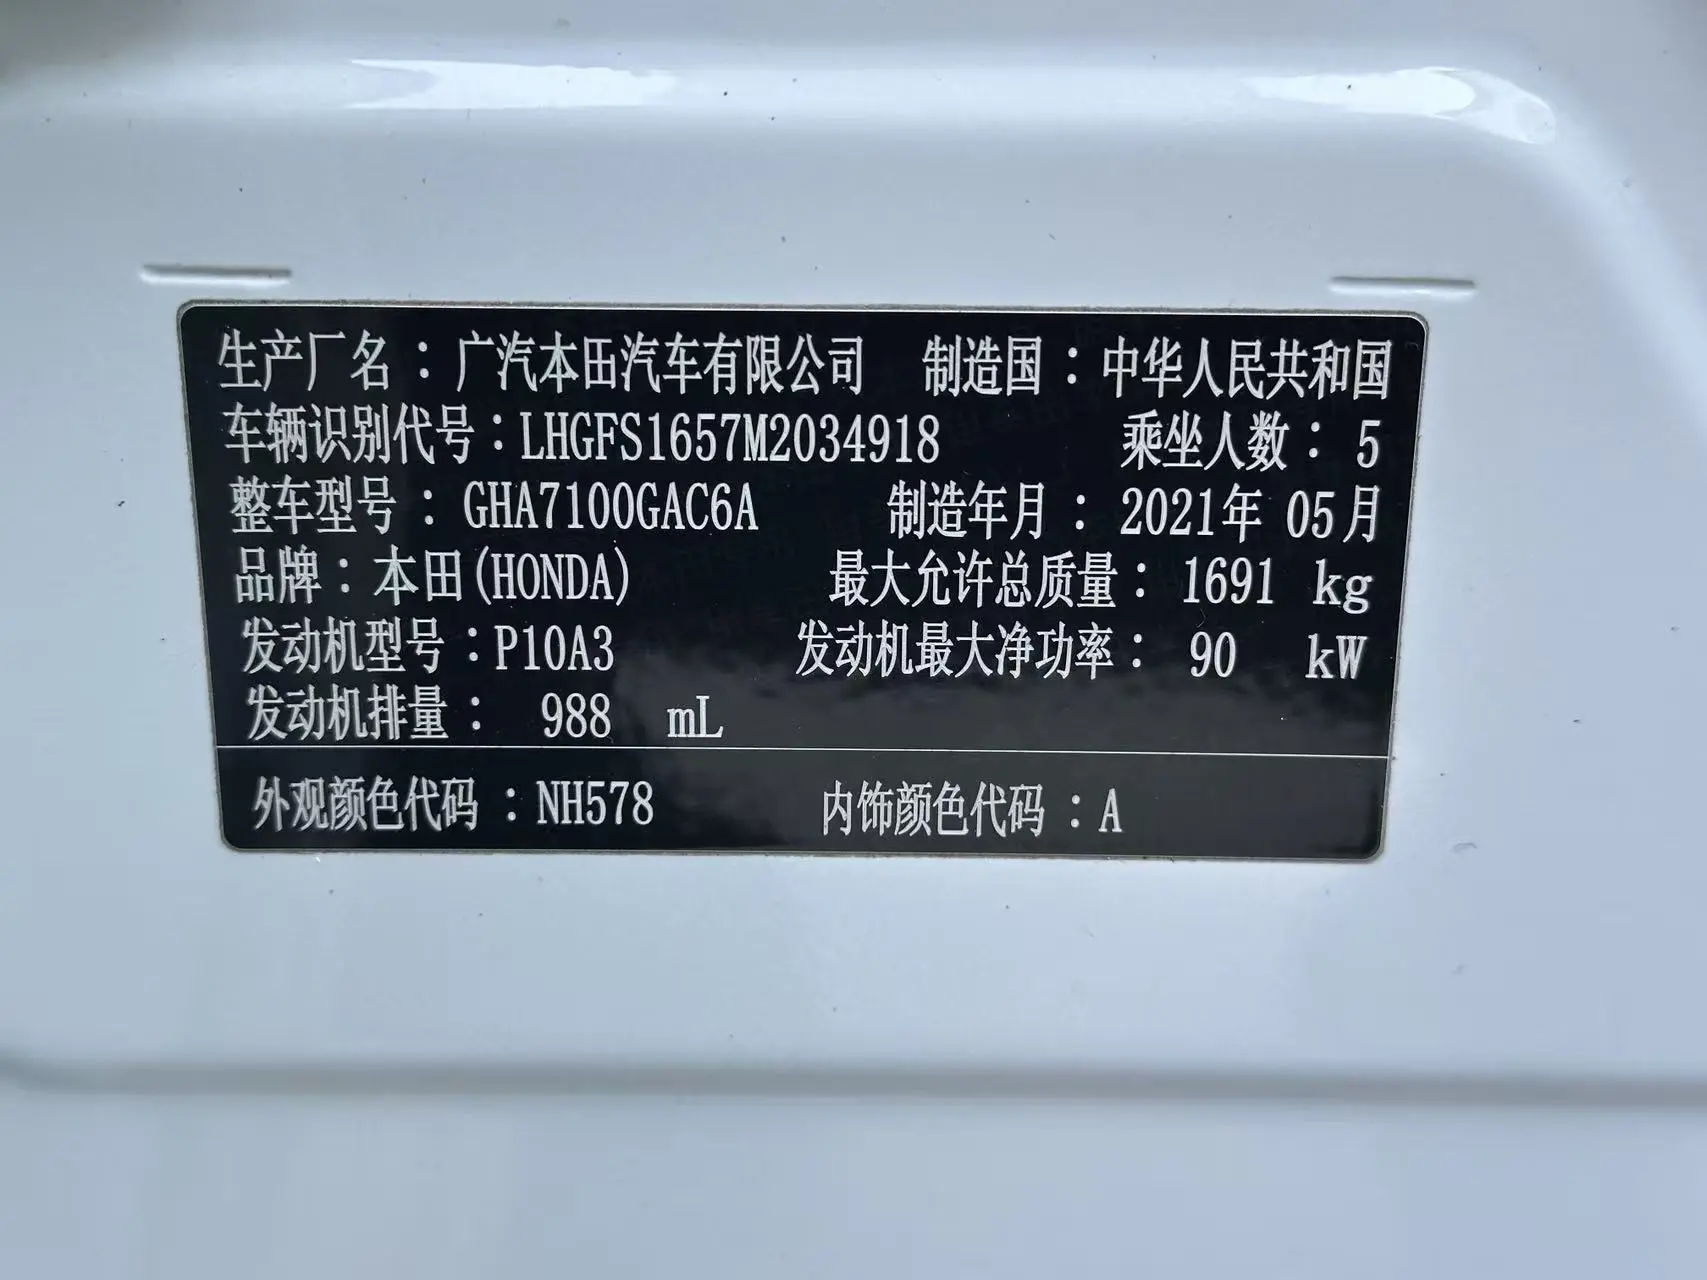 生产厂名：广汽本田汽车有限公司 制造国：中华人民共和国
车辆识别代号：LHGFS1657M2034918 乘坐人数：5
整车型号：GHA7100GAC6A 制造年月：2021年 05月
品牌：本田(HONDA) 最大允许总质量：1691 kg
发动机型号：P10A3 发动机最大净功率：90 kW
发动机排量：988 mL
外观颜色代码：NH578 内饰颜色代码：A